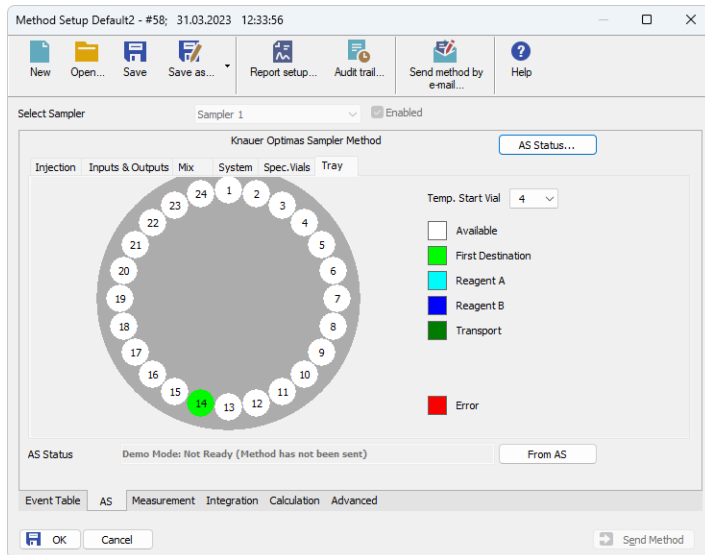 Method Setup Default2 - #58; 31.03.2023 12:33:56
New Open... Save Save as... Report setup... Audit trail... Send method by e-mail... Help
Select Sampler Sampler 1 Enabled
Knauer Optimas Sampler Method AS Status...
Injection Inputs & Outputs Mix System Spec.Vials Tray
Temp. Start Vial 4
Available
First Destination
Reagent A
Reagent B
Transport
Error
1
2
3
4
5
6
7
8
9
10
11
12
13
14
15
16
17
18
19
20
21
22
23
24
AS Status Demo Mode: Not Ready (Method has not been sent) From AS
Event Table AS Measurement Integration Calculation Advanced
OK Cancel Send Method